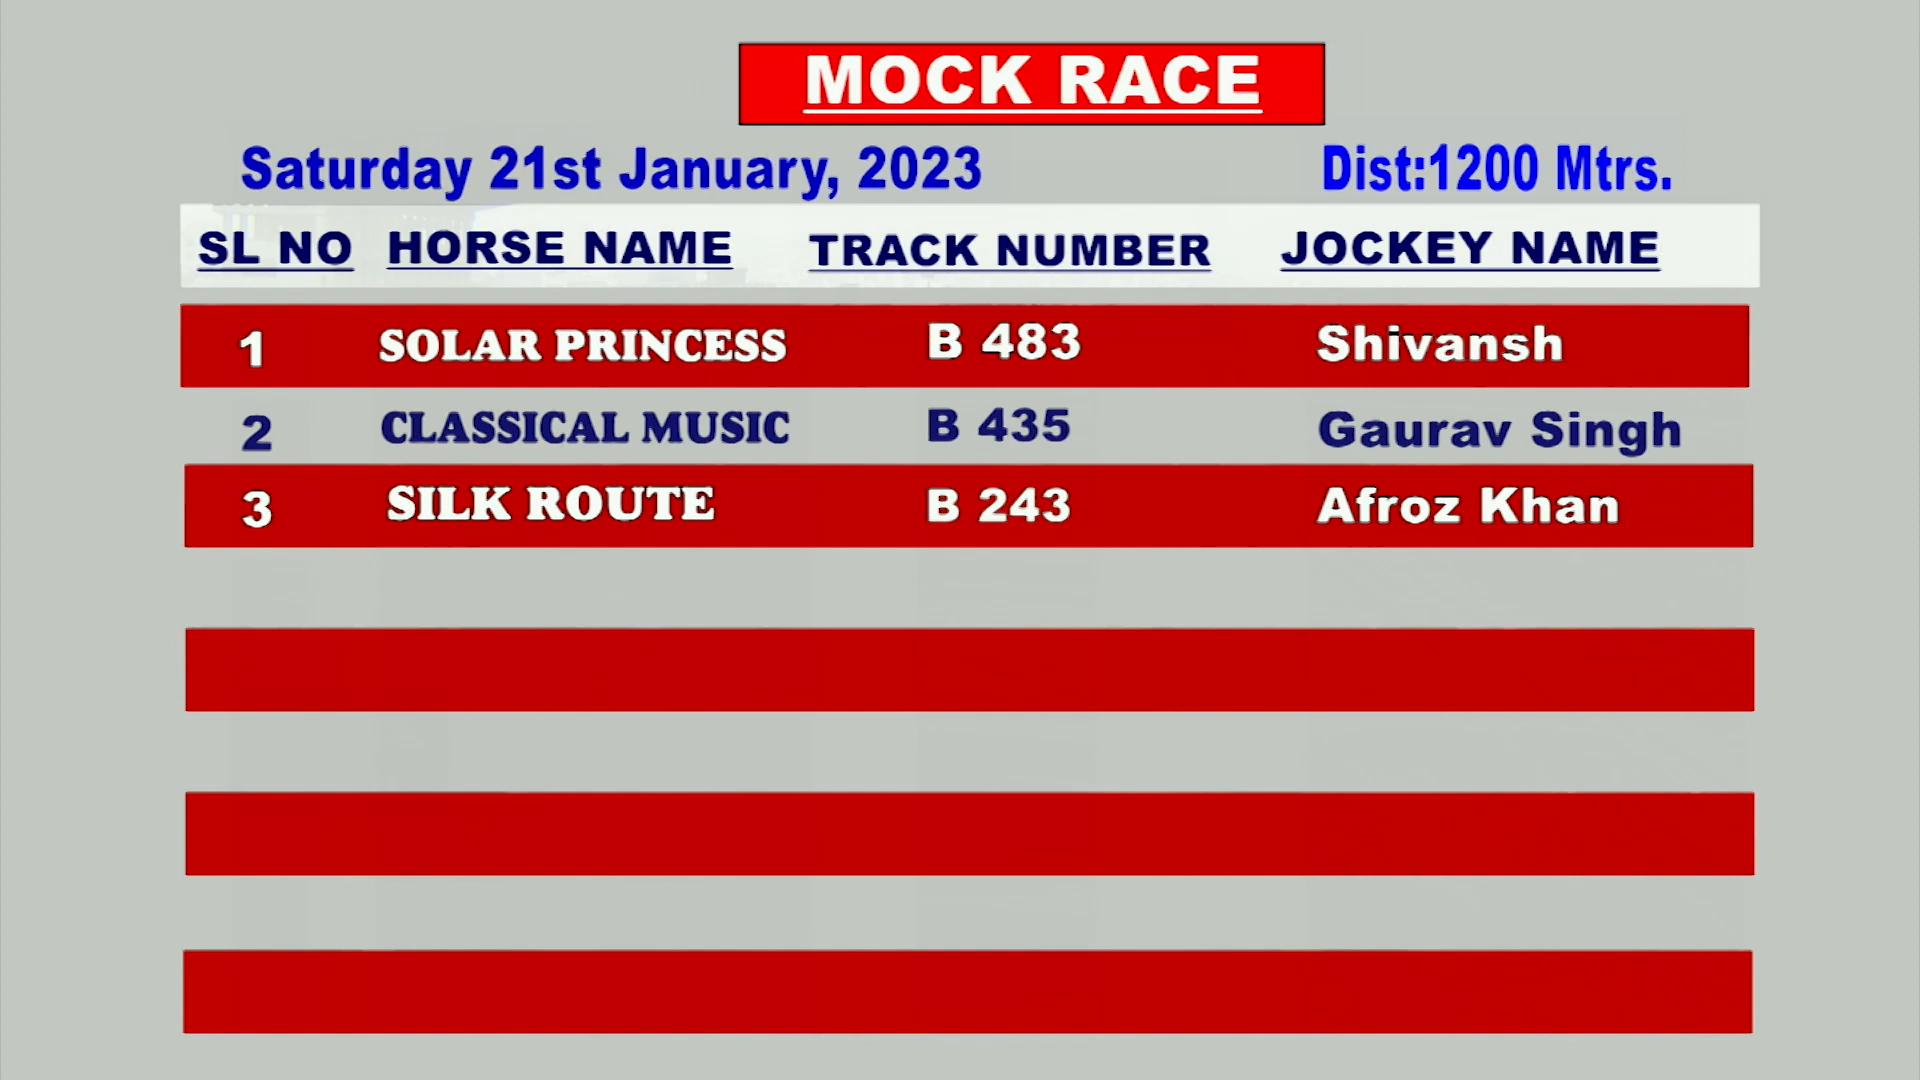 MOCK RACE
Saturday 21st January, 2023 Dist:1200 Mtrs.
SL NO HORSE NAME TRACK NUMBER JOCKEY NAME
1 SOLAR PRINCESS B 483 Shivansh
2 CLASSICAL MUSIC B 435 Gaurav Singh
3 SILK ROUTE B 243 Afroz Khan